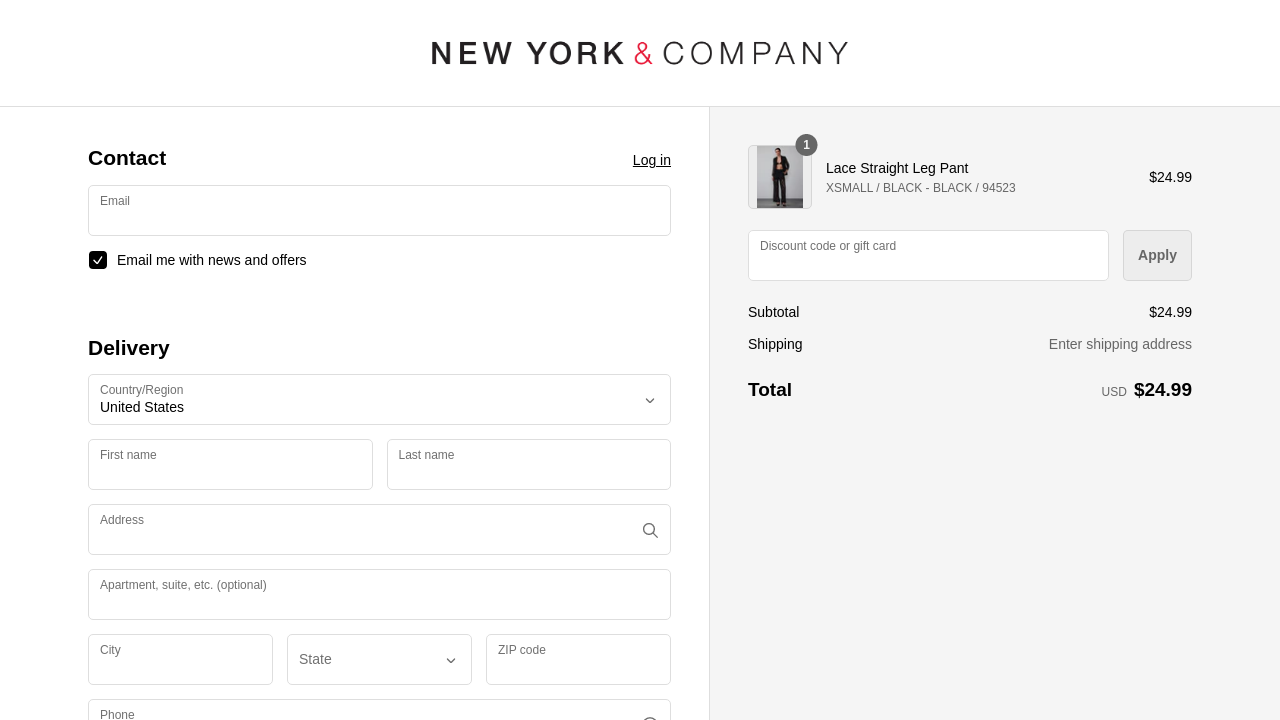 NEW YORK & COMPANY
Contact
Log in
Email
Email me with news and offers
Delivery
Country/Region
United States
First name
Last name
Address
Apartment, suite, etc. (optional)
City
State
ZIP code
Phone
1
Lace Straight Leg Pant
XSMALL / BLACK - BLACK / 94523
$24.99
Discount code or gift card
Apply
Subtotal
$24.99
Shipping
Enter shipping address
Total
USD $24.99